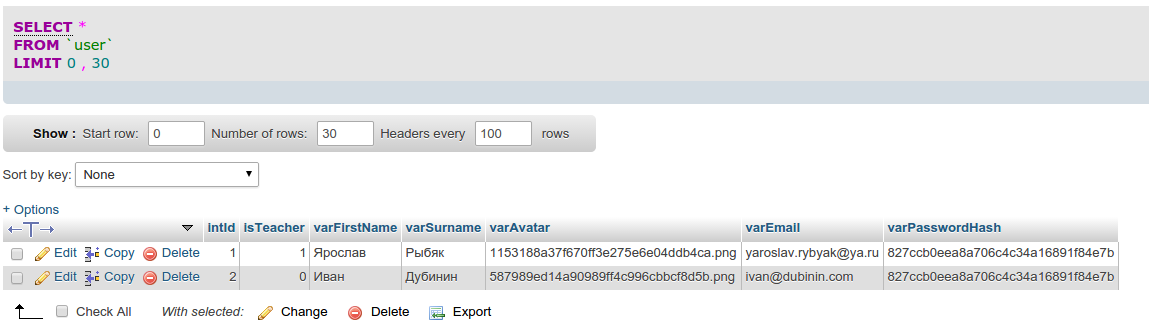 SELECT *
FROM `user`
LIMIT 0 , 30
Show : Start row: 0 Number of rows: 30 Headers every 100 rows
Sort by key: None
+ Options
intId isTeacher varFirstName varSurname varAvatar varEmail varPasswordHash
Edit Copy Delete 1 1 Ярослав Рыбяк 1153188a37f670ff3e275e6e04ddb4ca.png yaroslav.rybyak@ya.ru 827ccb0eea8a706c4c34a16891f84e7b
Edit Copy Delete 2 0 Иван Дубинин 587989ed14a90989ff4c996cbbcf8d5b.png ivan@dubinin.com 827ccb0eea8a706c4c34a16891f84e7b
Check All With selected: Change Delete Export